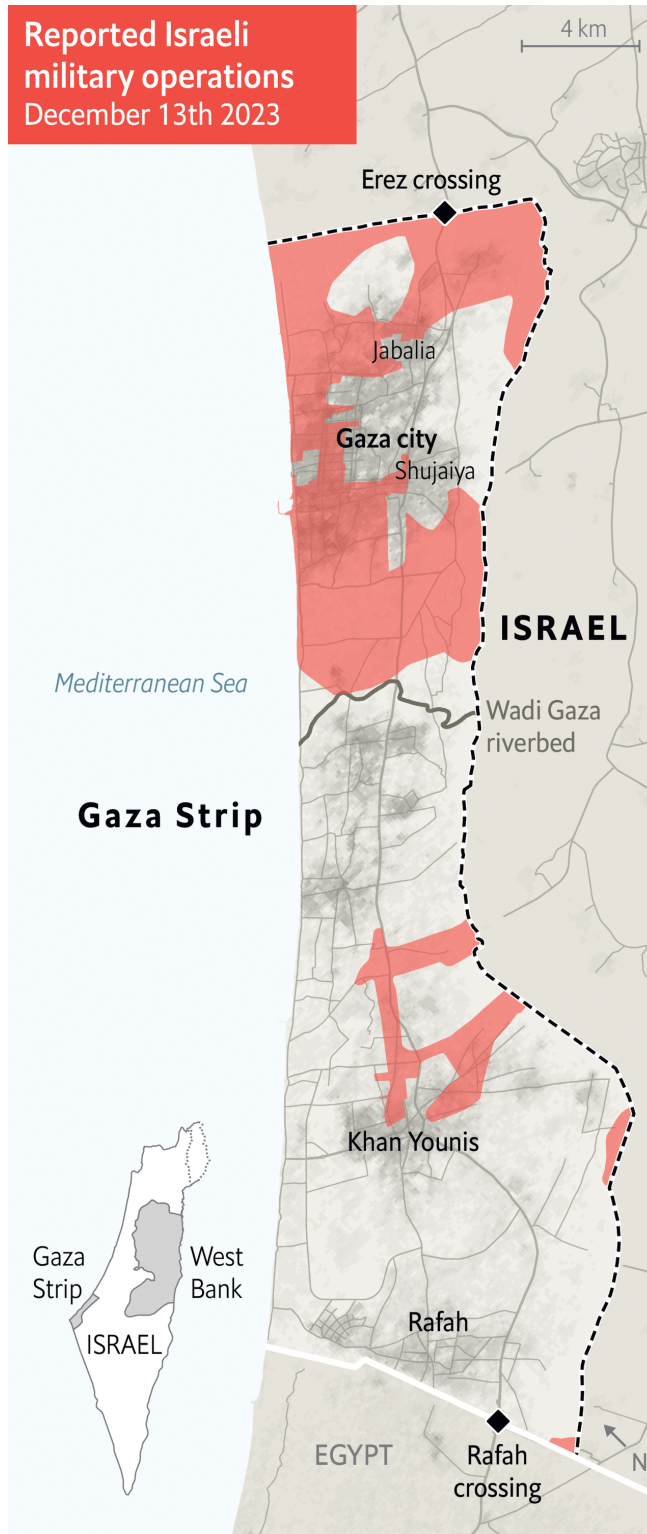 Reported Israeli
military operations
December 13th 2023
4 km
Erez crossing
Jabalia
Gaza city
Shujaiya
ISRAEL
Mediterranean Sea
Wadi Gaza
riverbed
Gaza Strip
Khan Younis
Gaza
Strip
West
Bank
ISRAEL
Rafah
EGYPT
Rafah
crossing
N